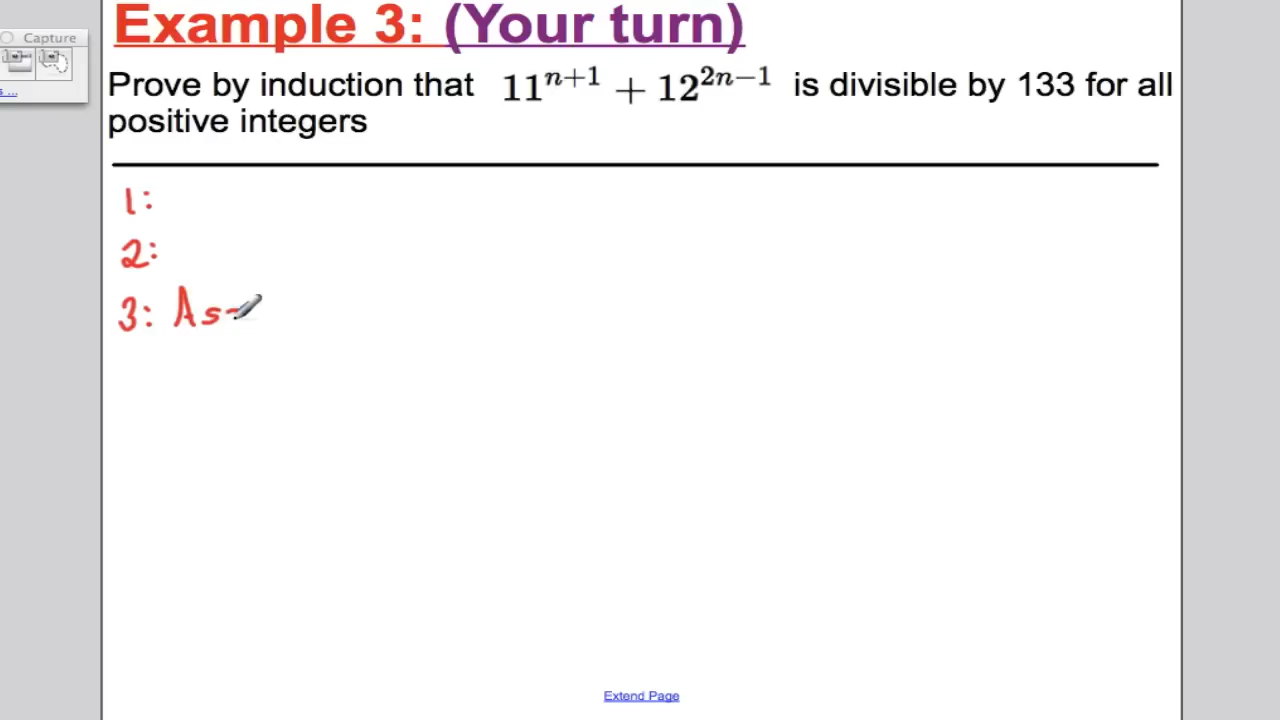 Capture
s ...
Example 3: (Your turn)
Prove by induction that 11^{n+1} + 12^{2n−1} is divisible by 133 for all
positive integers
1:
2:
3: As
Extend Page